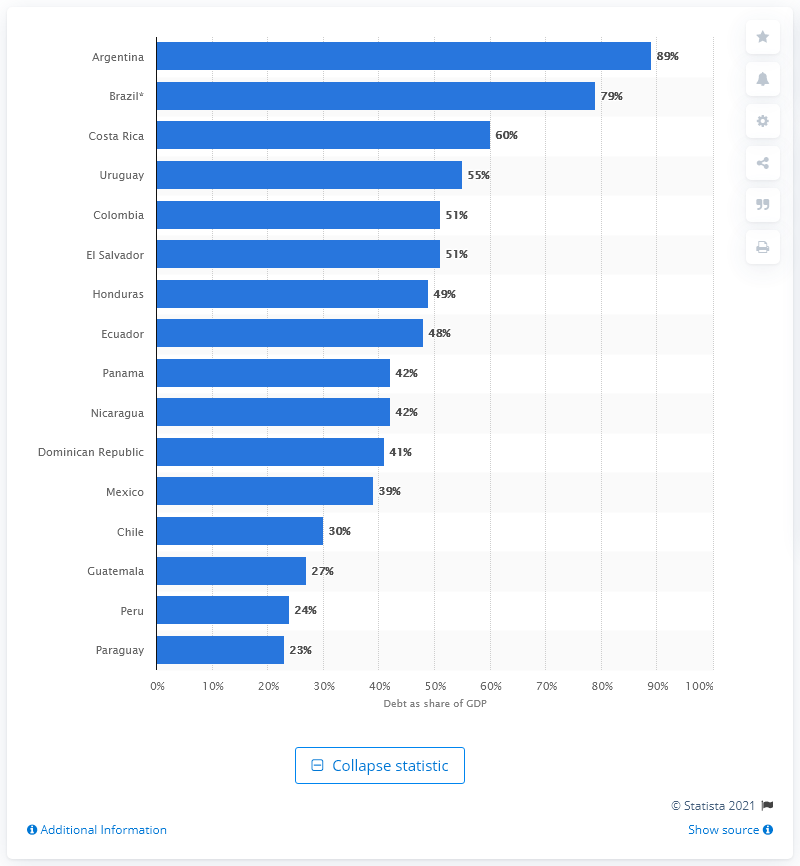 Argentina 89%
Brazil* 79%
Costa Rica 60%
Uruguay 55%
Colombia 51%
El Salvador 51%
Honduras 49%
Ecuador 48%
Panama 42%
Nicaragua 42%
Dominican Republic 41%
Mexico 39%
Chile 30%
Guatemala 27%
Peru 24%
Paraguay 23%
0% 10% 20% 30% 40% 50% 60% 70% 80% 90% 100%
Debt as share of GDP
Collapse statistic
© Statista 2021
Additional Information Show source